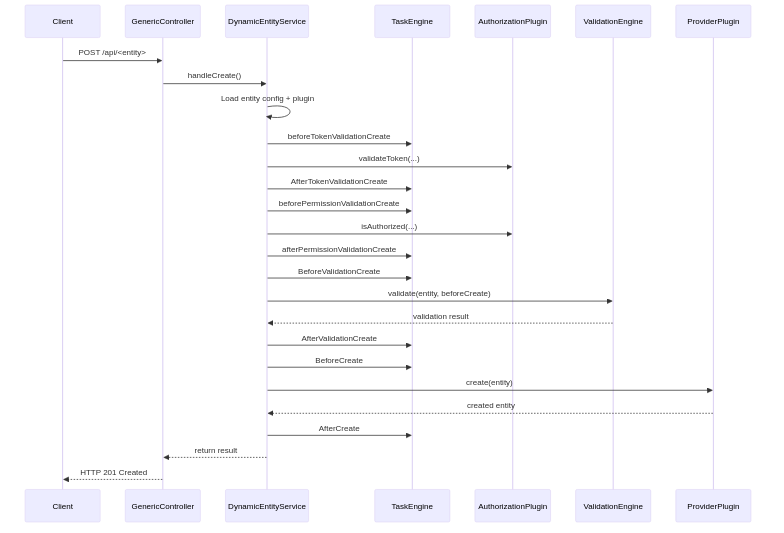 Client
GenericController
DynamicEntityService
TaskEngine
AuthorizationPlugin
ValidationEngine
ProviderPlugin
POST /api/<entity>
handleCreate()
Load entity config + plugin
beforeTokenValidationCreate
validateToken(...)
AfterTokenValidationCreate
beforePermissionValidationCreate
isAuthorized(...)
afterPermissionValidationCreate
BeforeValidationCreate
validate(entity, beforeCreate)
validation result
AfterValidationCreate
BeforeCreate
create(entity)
created entity
AfterCreate
return result
HTTP 201 Created
Client
GenericController
DynamicEntityService
TaskEngine
AuthorizationPlugin
ValidationEngine
ProviderPlugin